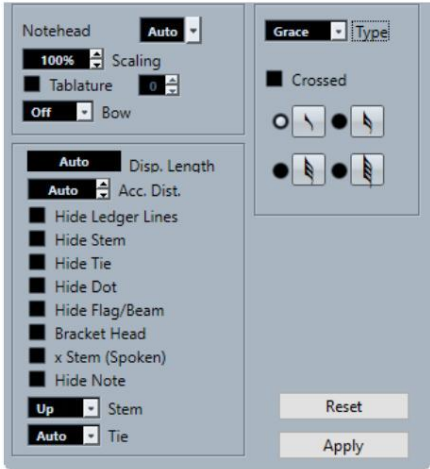 Notehead Auto
100% Scaling
Tablature 0
Off Bow
Auto Disp. Length
Auto Acc. Dist.
Hide Ledger Lines
Hide Stem
Hide Tie
Hide Dot
Hide Flag/Beam
Bracket Head
x Stem (Spoken)
Hide Note
Up Stem
Auto Tie
Grace Type
Crossed
Reset
Apply